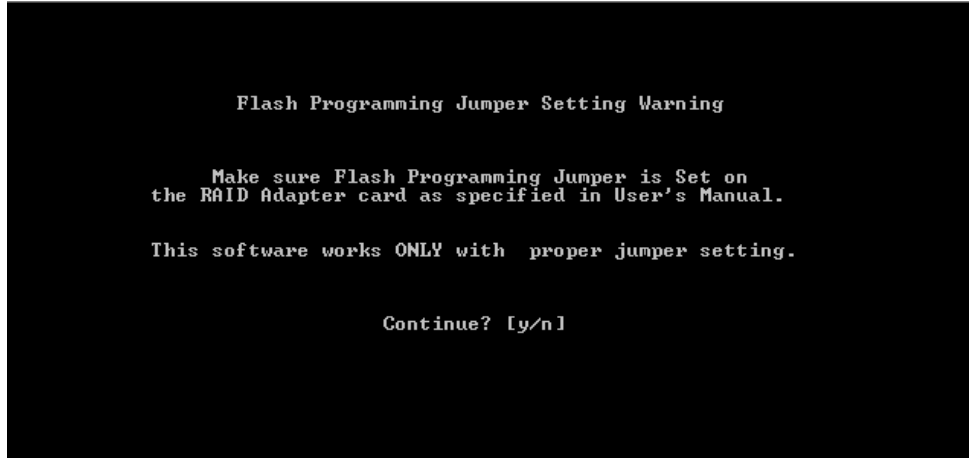 Flash Programming Jumper Setting Warning
Make sure Flash Programming Jumper is Set on
the RAID Adapter card as specified in User's Manual.
This software works ONLY with  proper jumper setting.
Continue? [y/n]